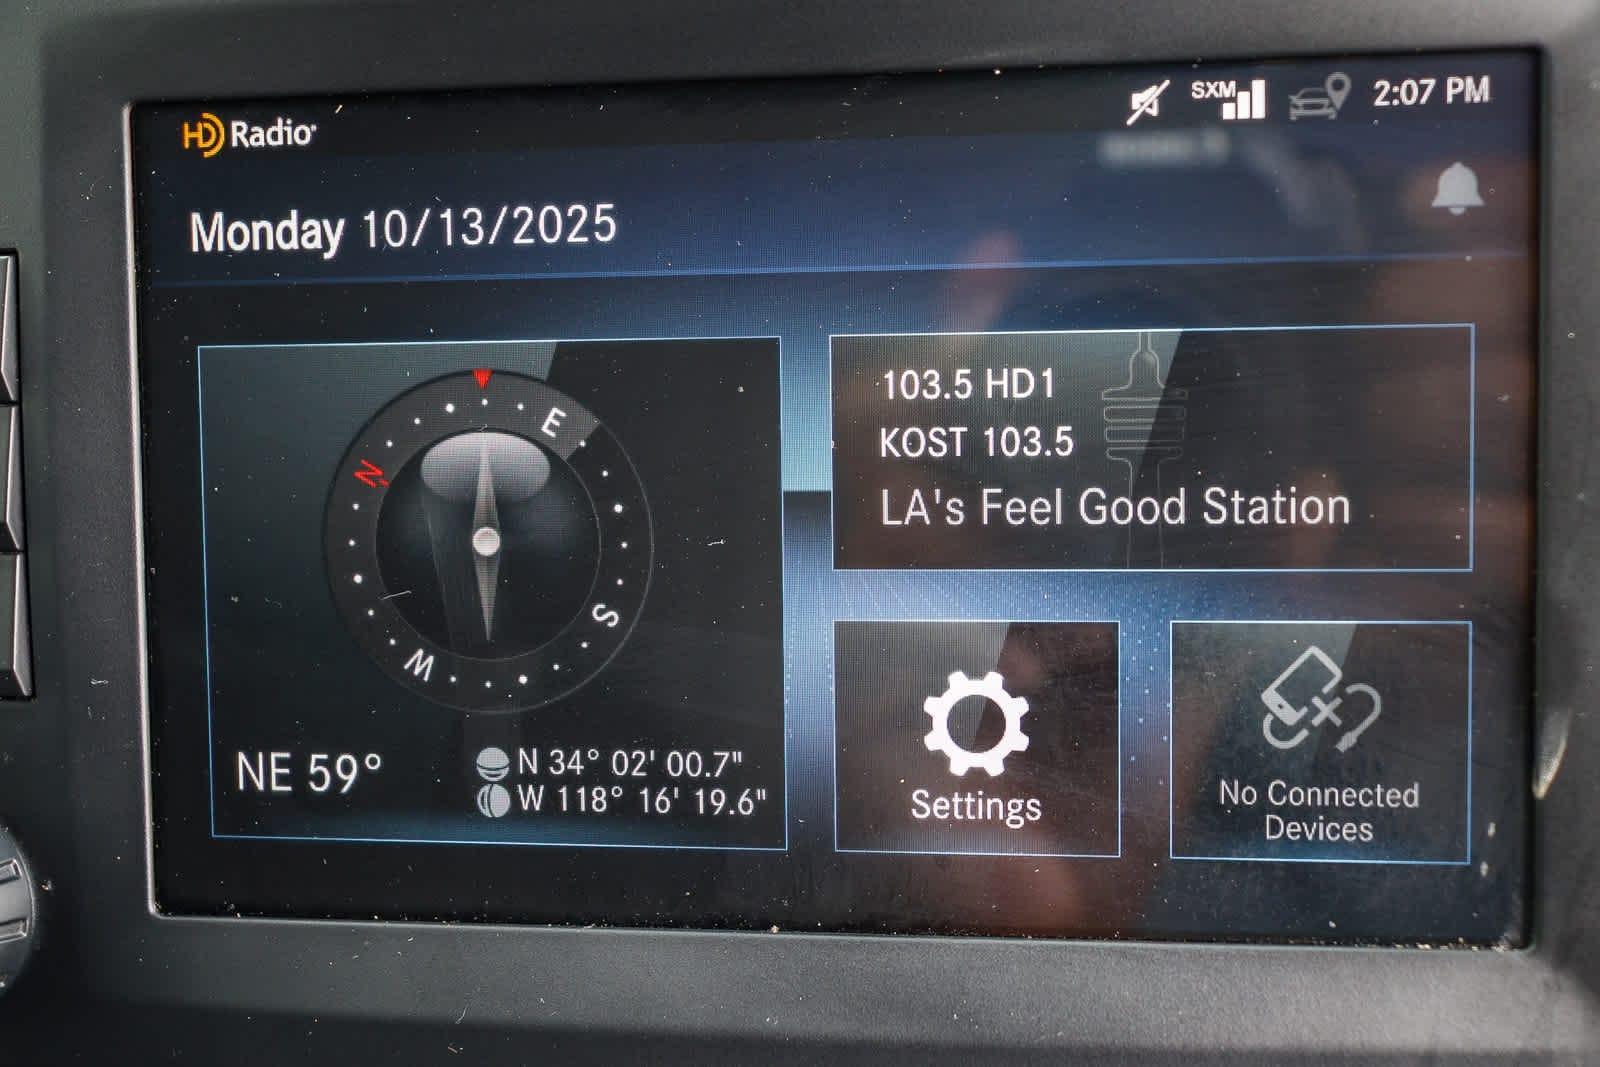 HD Radio
SXM
2:07 PM
Monday 10/13/2025
N
E
S
W
NE 59°
N 34° 02' 00.7"
W 118° 16' 19.6"
103.5 HD1
KOST 103.5
LA's Feel Good Station
Settings
No Connected
Devices